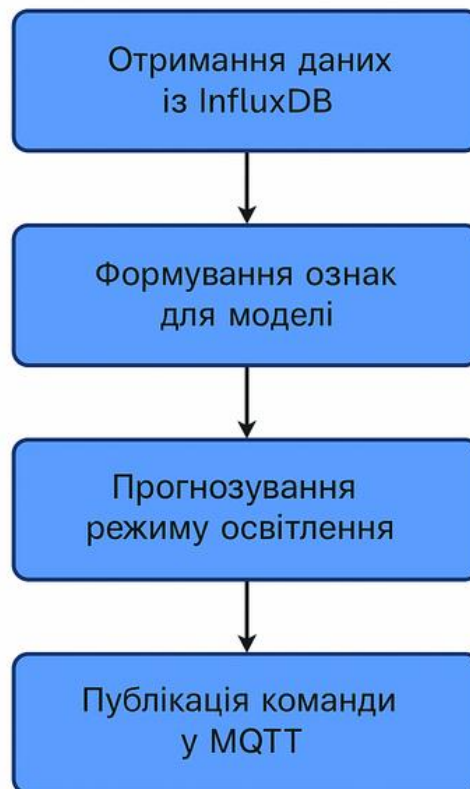 Отримання даних
із InfluxDB
Формування ознак
для моделі
Прогнозування
режиму освітлення
Публікація команди
у MQTT